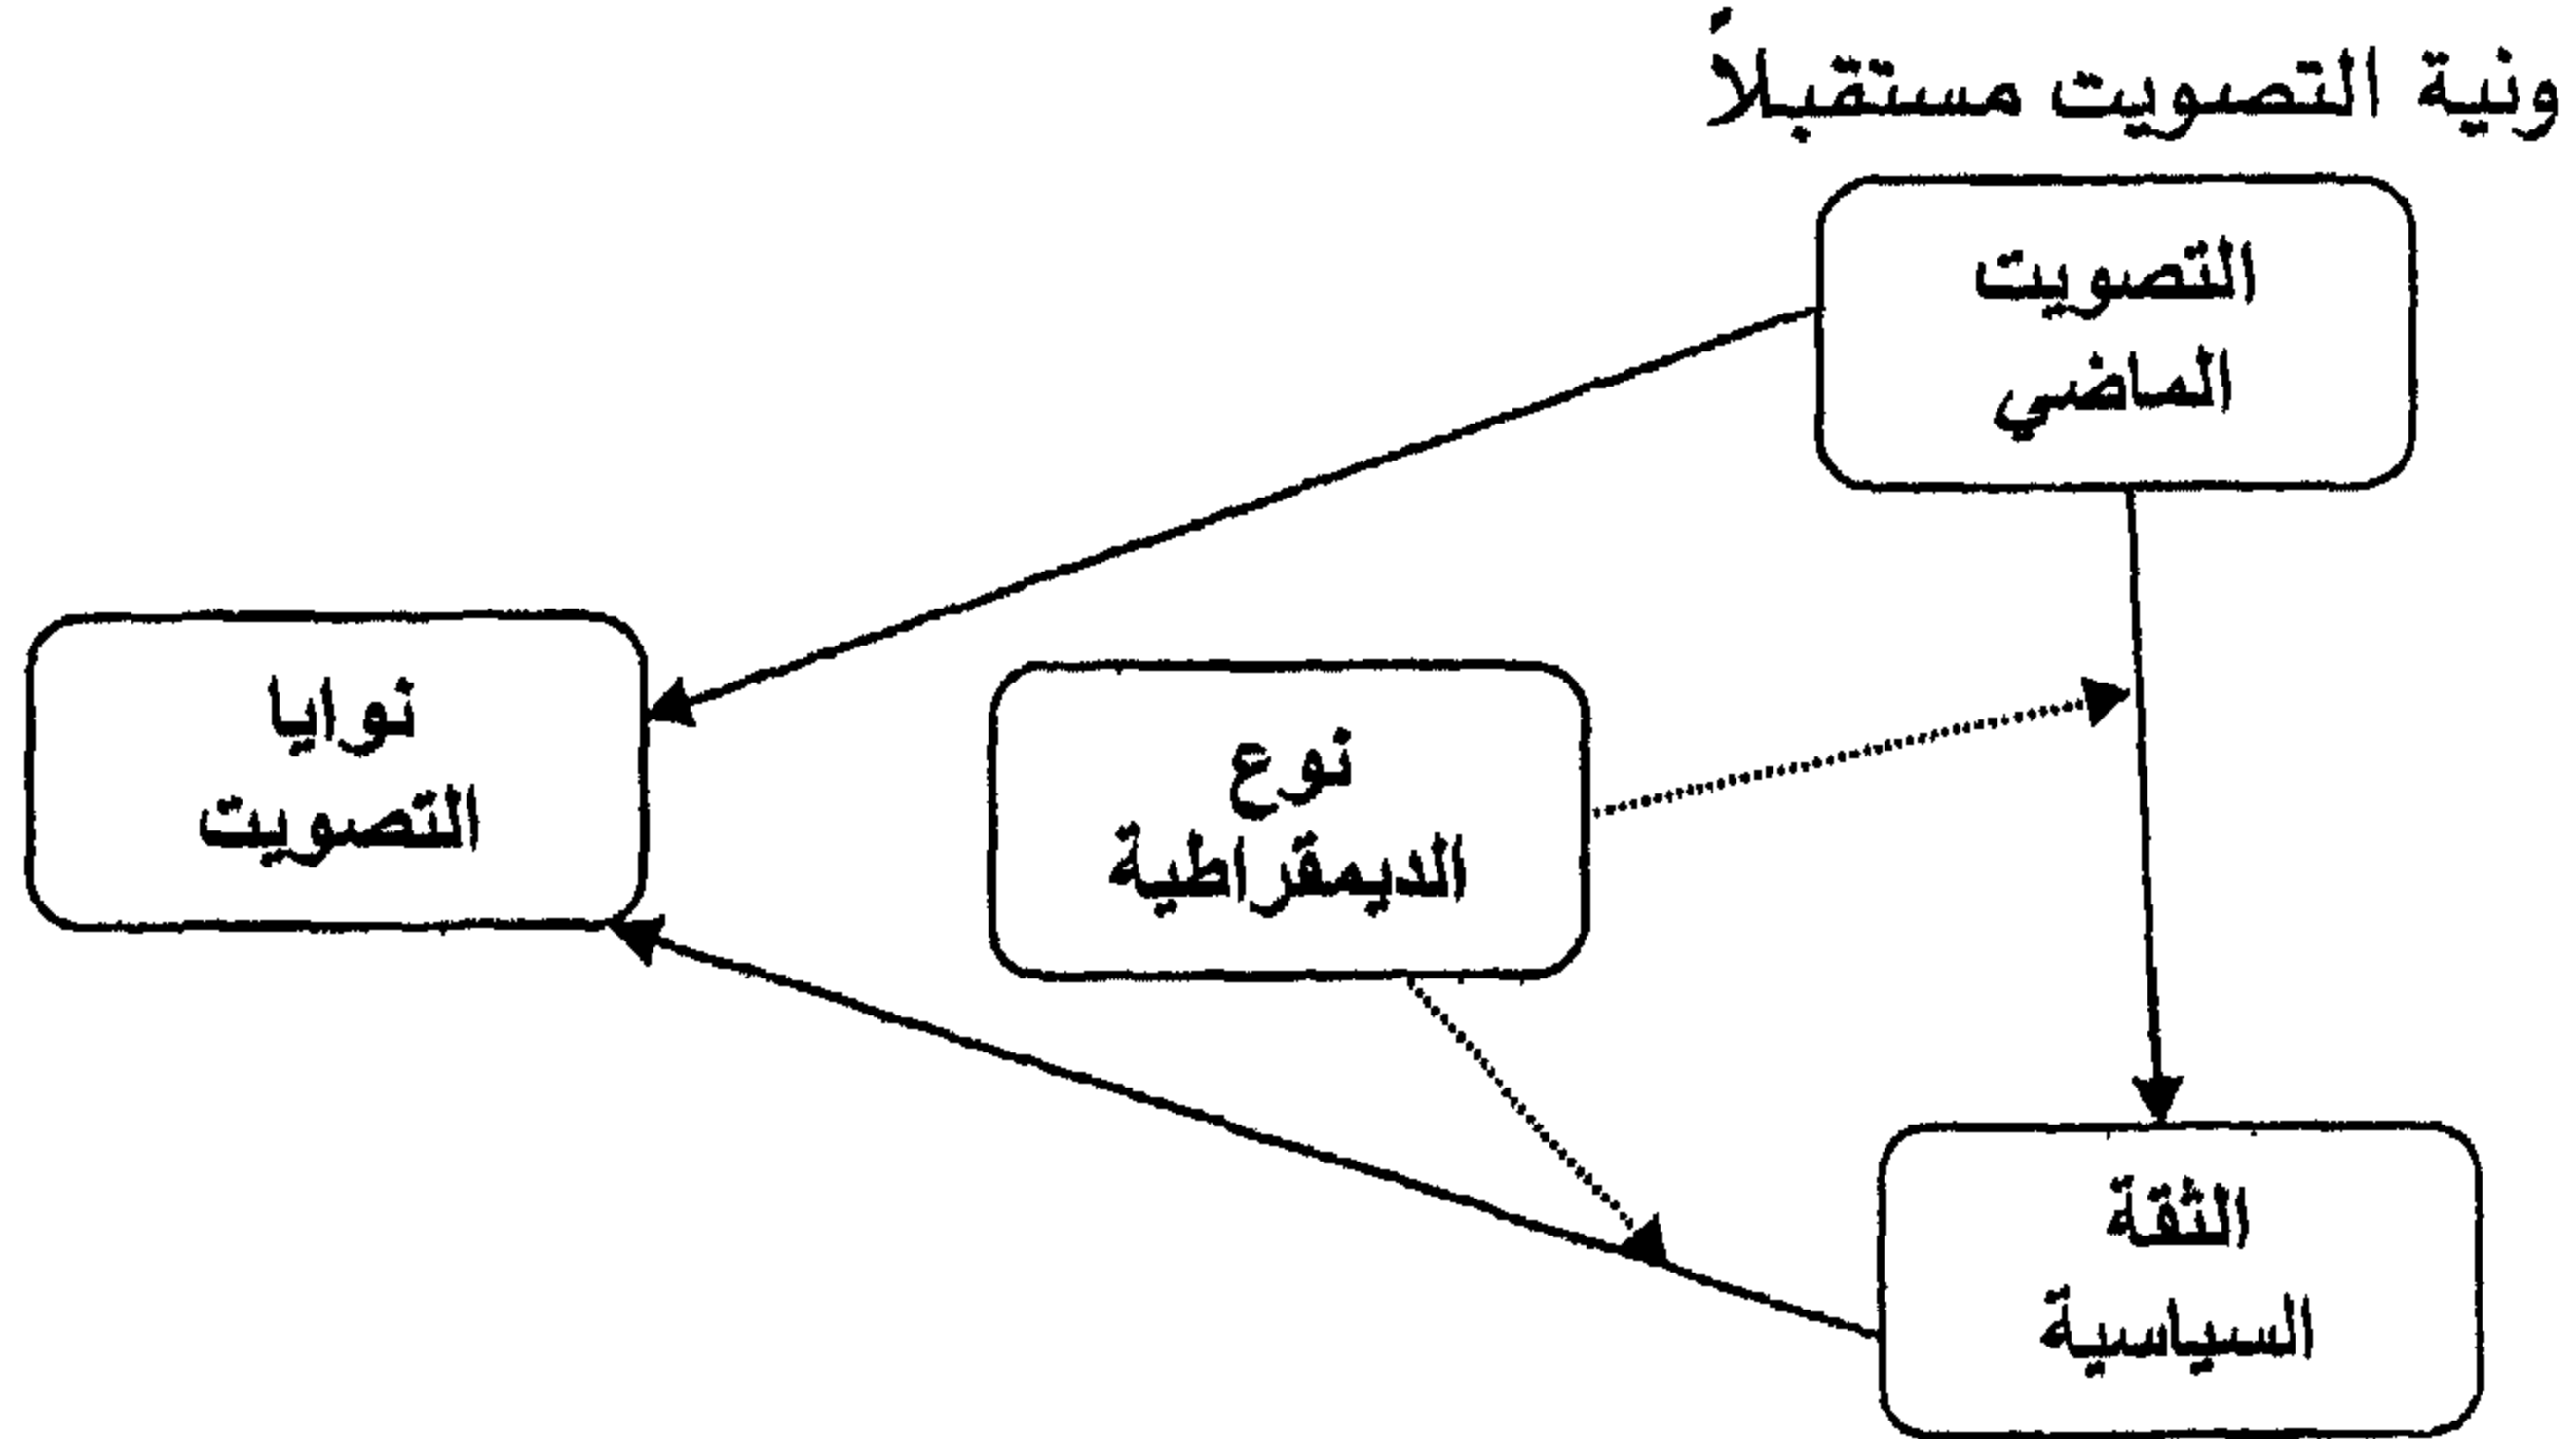 ونية التصويت مستقبلاً
التصويت
الماضي
نوايا
التصويت
نوع
الديمقراطية
الثقة
السياسية